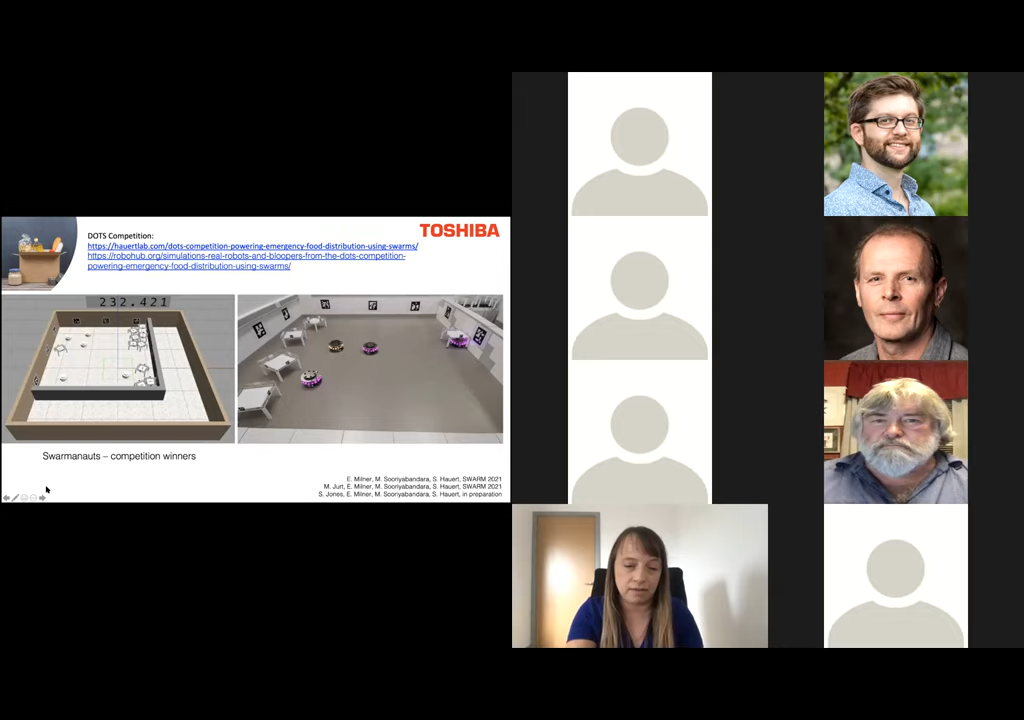 DOTS Competition:
TOSHIBA
https://hauertlab.com/dots-competition-powering-emergency-food-distribution-using-swarms/
https://robohub.org/simulations-real-robots-and-bloopers-from-the-dots-competition-
powering-emergency-food-distribution-using-swarms/
232.421
Swarmanauts – competition winners
E. Milner, M. Sooriyabandara, S. Hauert, SWARM 2021
M. Jurt, E. Milner, M. Sooriyabandara, S. Hauert, SWARM 2021
S. Jones, E. Milner, M. Sooriyabandara, S. Hauert, in preparation